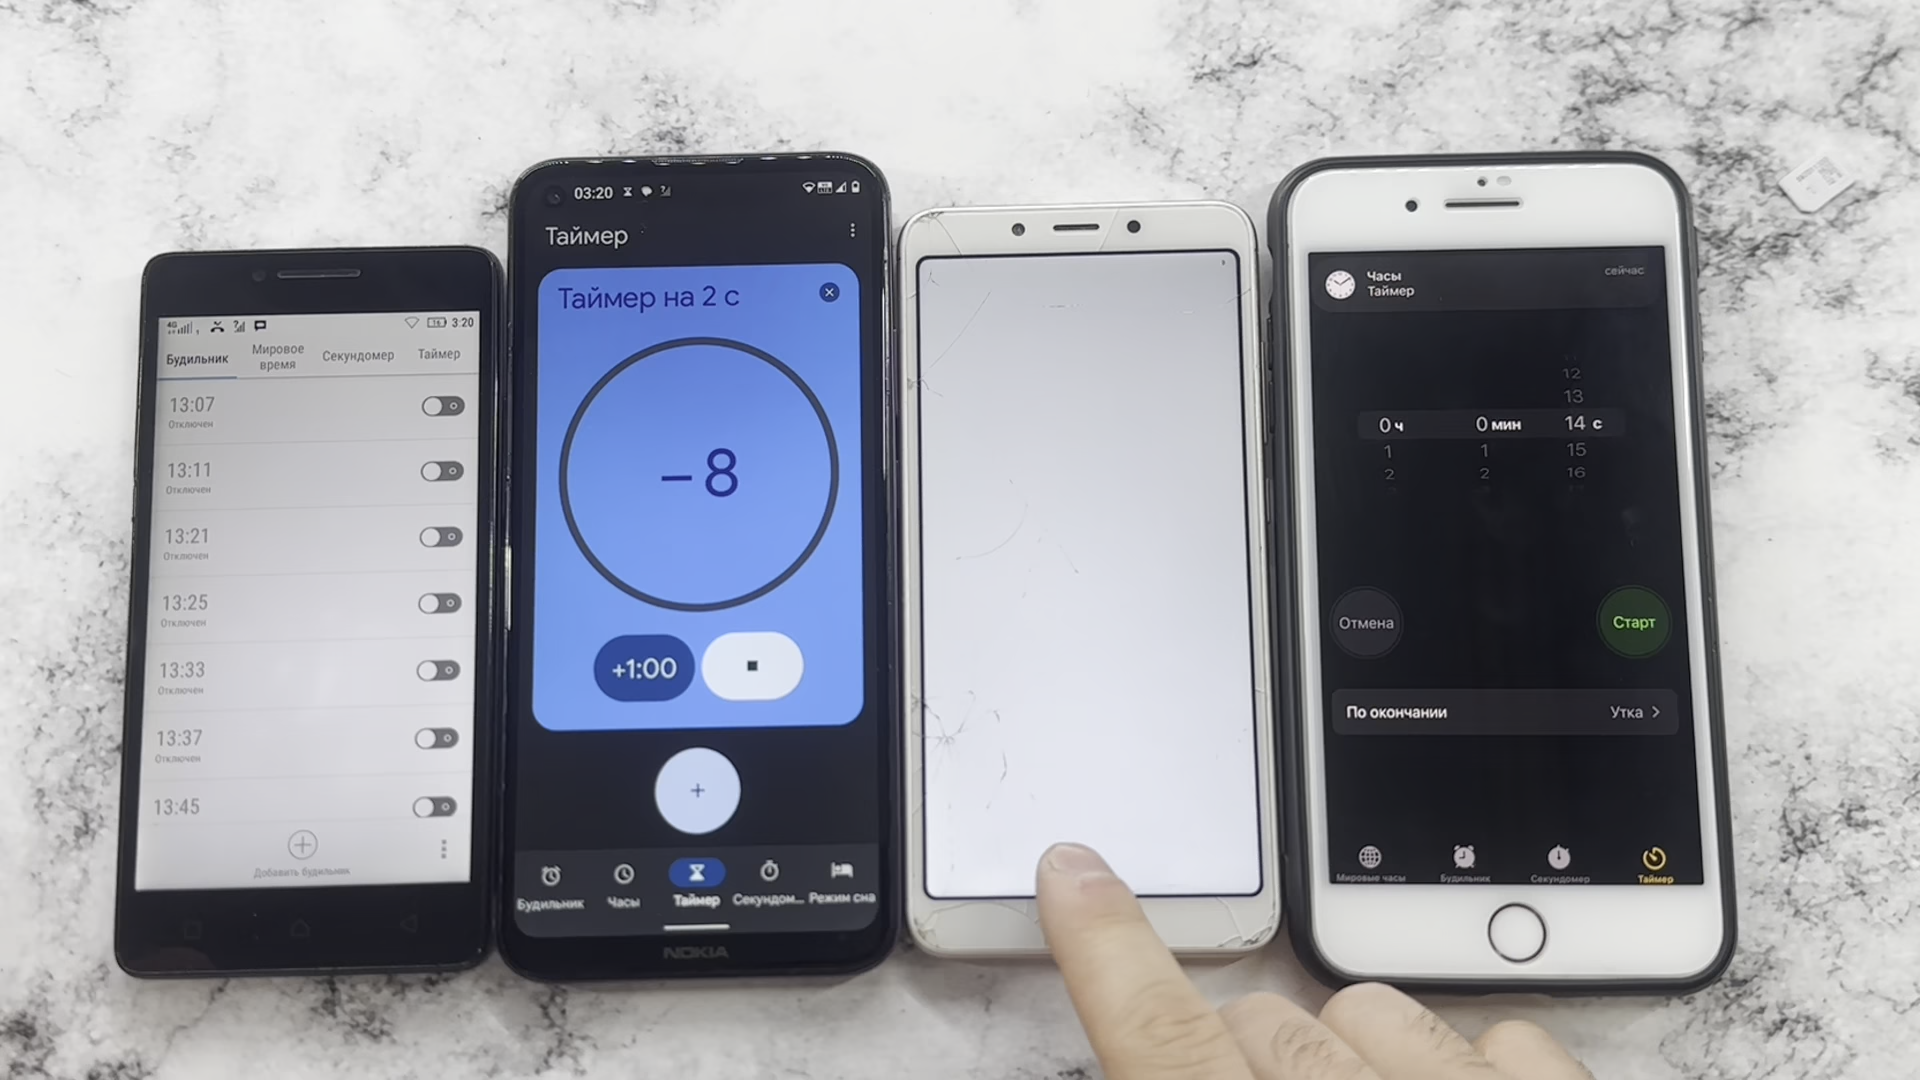 4G 3:20
Будильник Мировое время Секундомер Таймер
13:07
Отключен
13:11
Отключен
13:21
Отключен
13:25
Отключен
13:33
Отключен
13:37
Отключен
13:45
Добавить будильник
03:20
Таймер
Таймер на 2 с
−8
+1:00
+
Будильник Часы Таймер Секундом... Режим сна
NOKIA
Часы сейчас
Таймер
12
13
0 ч 0 мин 14 с
1 1 15
2 2 16
Отмена Старт
По окончании Утка >
Мировые часы Будильник Секундомер Таймер